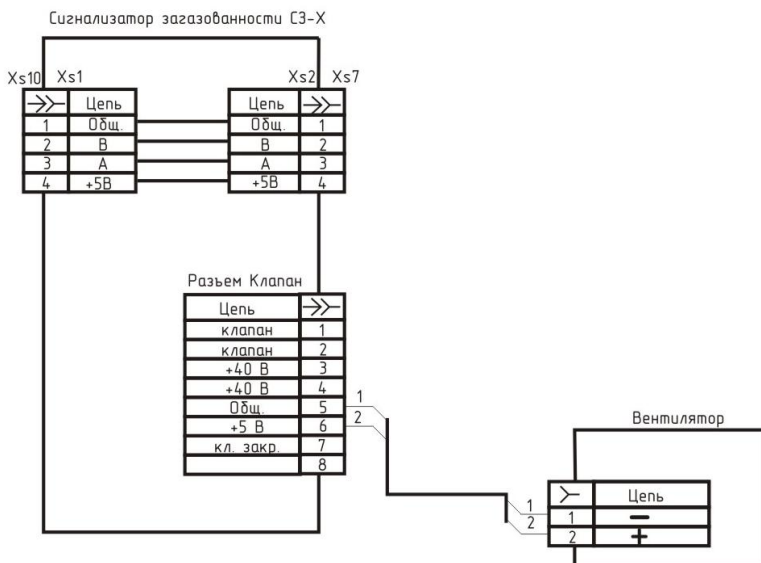 Сигнализатор загазованности СЗ-Х
Xs10 Xs1 Xs2 Xs7
Цепь Цепь
1 Общ. Общ. 1
2 В В 2
3 А А 3
4 +5В +5В 4
Разъем Клапан
Цепь
клапан 1
клапан 2
+40 В 3
+40 В 4
Общ. 5 1
+5 В 6 2
кл. закр. 7
8
Вентилятор
Цепь
1 1 −
2 2 +